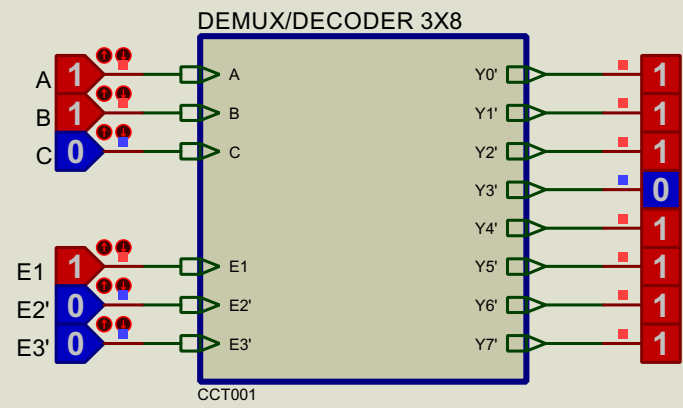 DEMUX/DECODER 3X8
A 1 A Y0' 1
B 1 B Y1' 1
C 0 C Y2' 1
Y3' 0
Y4' 1
E1 1 E1 Y5' 1
E2' 0 E2' Y6' 1
E3' 0 E3' Y7' 1
CCT001